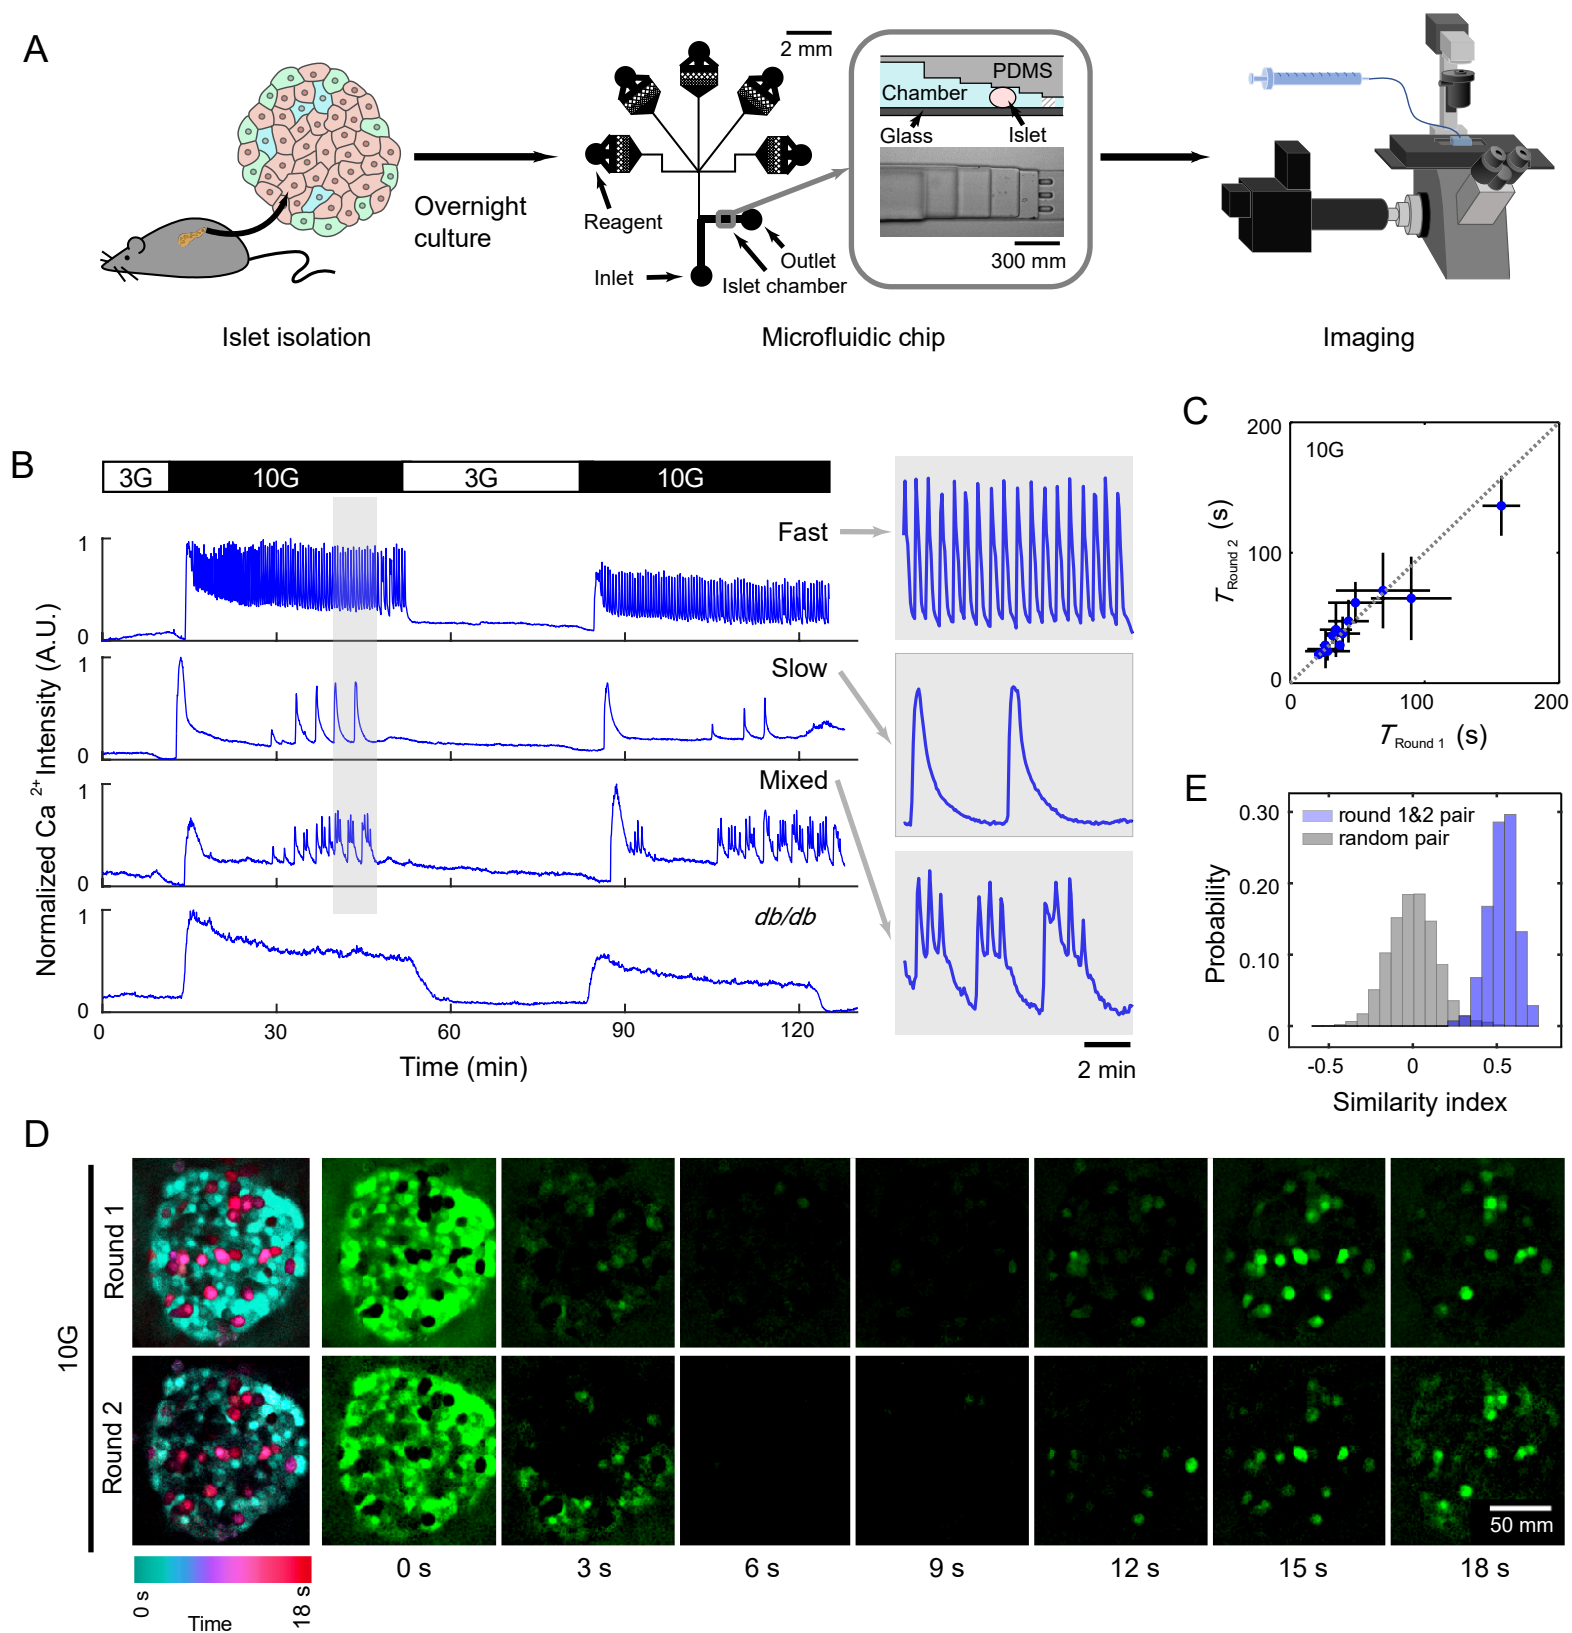 A
2 mm
PDMS
Chamber
Glass
Islet
300 mm
Overnight
culture
Reagent
Inlet
Outlet
Islet chamber
Islet isolation
Microfluidic chip
Imaging
B
3G
10G
3G
10G
Normalized Ca 2+ Intensity (A.U.)
1
0
1
0
1
0
1
0
Fast
Slow
Mixed
db/db
0
30
60
90
120
Time (min)
2 min
C
10G
200
100
0
0
100
200
T Round 2 (s)
T Round 1 (s)
E
round 1&2 pair
random pair
0.30
0.20
0.10
0
-0.5
0
0.5
Probability
Similarity index
D
10G
Round 1
Round 2
50 mm
0 s
18 s
Time
0 s
3 s
6 s
9 s
12 s
15 s
18 s